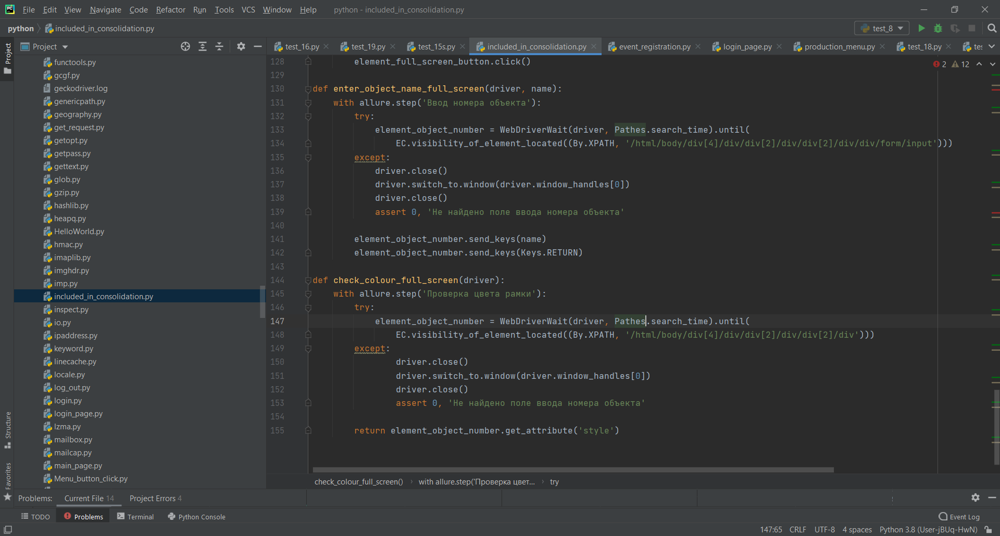 File Edit View Navigate Code Refactor Run Tools VCS Window Help python - included_in_consolidation.py
python included_in_consolidation.py test_8
Project
test_16.py test_19.py test_15s.py included_in_consolidation.py event_registration.py login_page.py production_menu.py test_18.py tes
Project
Structure
Favorites
functools.py
gcgf.py
geckodriver.log
genericpath.py
geography.py
get_request.py
getopt.py
getpass.py
gettext.py
glob.py
gzip.py
hashlib.py
heapq.py
HelloWorld.py
hmac.py
imaplib.py
imghdr.py
imp.py
included_in_consolidation.py
inspect.py
io.py
ipaddress.py
keyword.py
linecache.py
locale.py
log_out.py
login.py
login_page.py
lzma.py
mailbox.py
mailcap.py
main_page.py
Menu_button_click.py
2 12
128 element_full_screen_button.click()
129
130 def enter_object_name_full_screen(driver, name):
131 with allure.step('Ввод номера объекта'):
132 try:
133 element_object_number = WebDriverWait(driver, Pathes.search_time).until(
134 EC.visibility_of_element_located((By.XPATH, '/html/body/div[4]/div/div[2]/div/div[2]/div/div/form/input')))
135 except:
136 driver.close()
137 driver.switch_to.window(driver.window_handles[0])
138 driver.close()
139 assert 0, 'Не найдено поле ввода номера объекта'
140
141 element_object_number.send_keys(name)
142 element_object_number.send_keys(Keys.RETURN)
143
144 def check_colour_full_screen(driver):
145 with allure.step('Проверка цвета рамки'):
146 try:
147 element_object_number = WebDriverWait(driver, Pathes.search_time).until(
148 EC.visibility_of_element_located((By.XPATH, '/html/body/div[4]/div/div[2]/div/div[2]/div')))
149 except:
150 driver.close()
151 driver.switch_to.window(driver.window_handles[0])
152 driver.close()
153 assert 0, 'Не найдено поле ввода номера объекта'
154
155 return element_object_number.get_attribute('style')
check_colour_full_screen() with allure.step('Проверка цвет... try
Problems: Current File 14 Project Errors 4
TODO Problems Terminal Python Console Event Log
147:65 CRLF UTF-8 4 spaces Python 3.8 (User-jBUq-HwN)